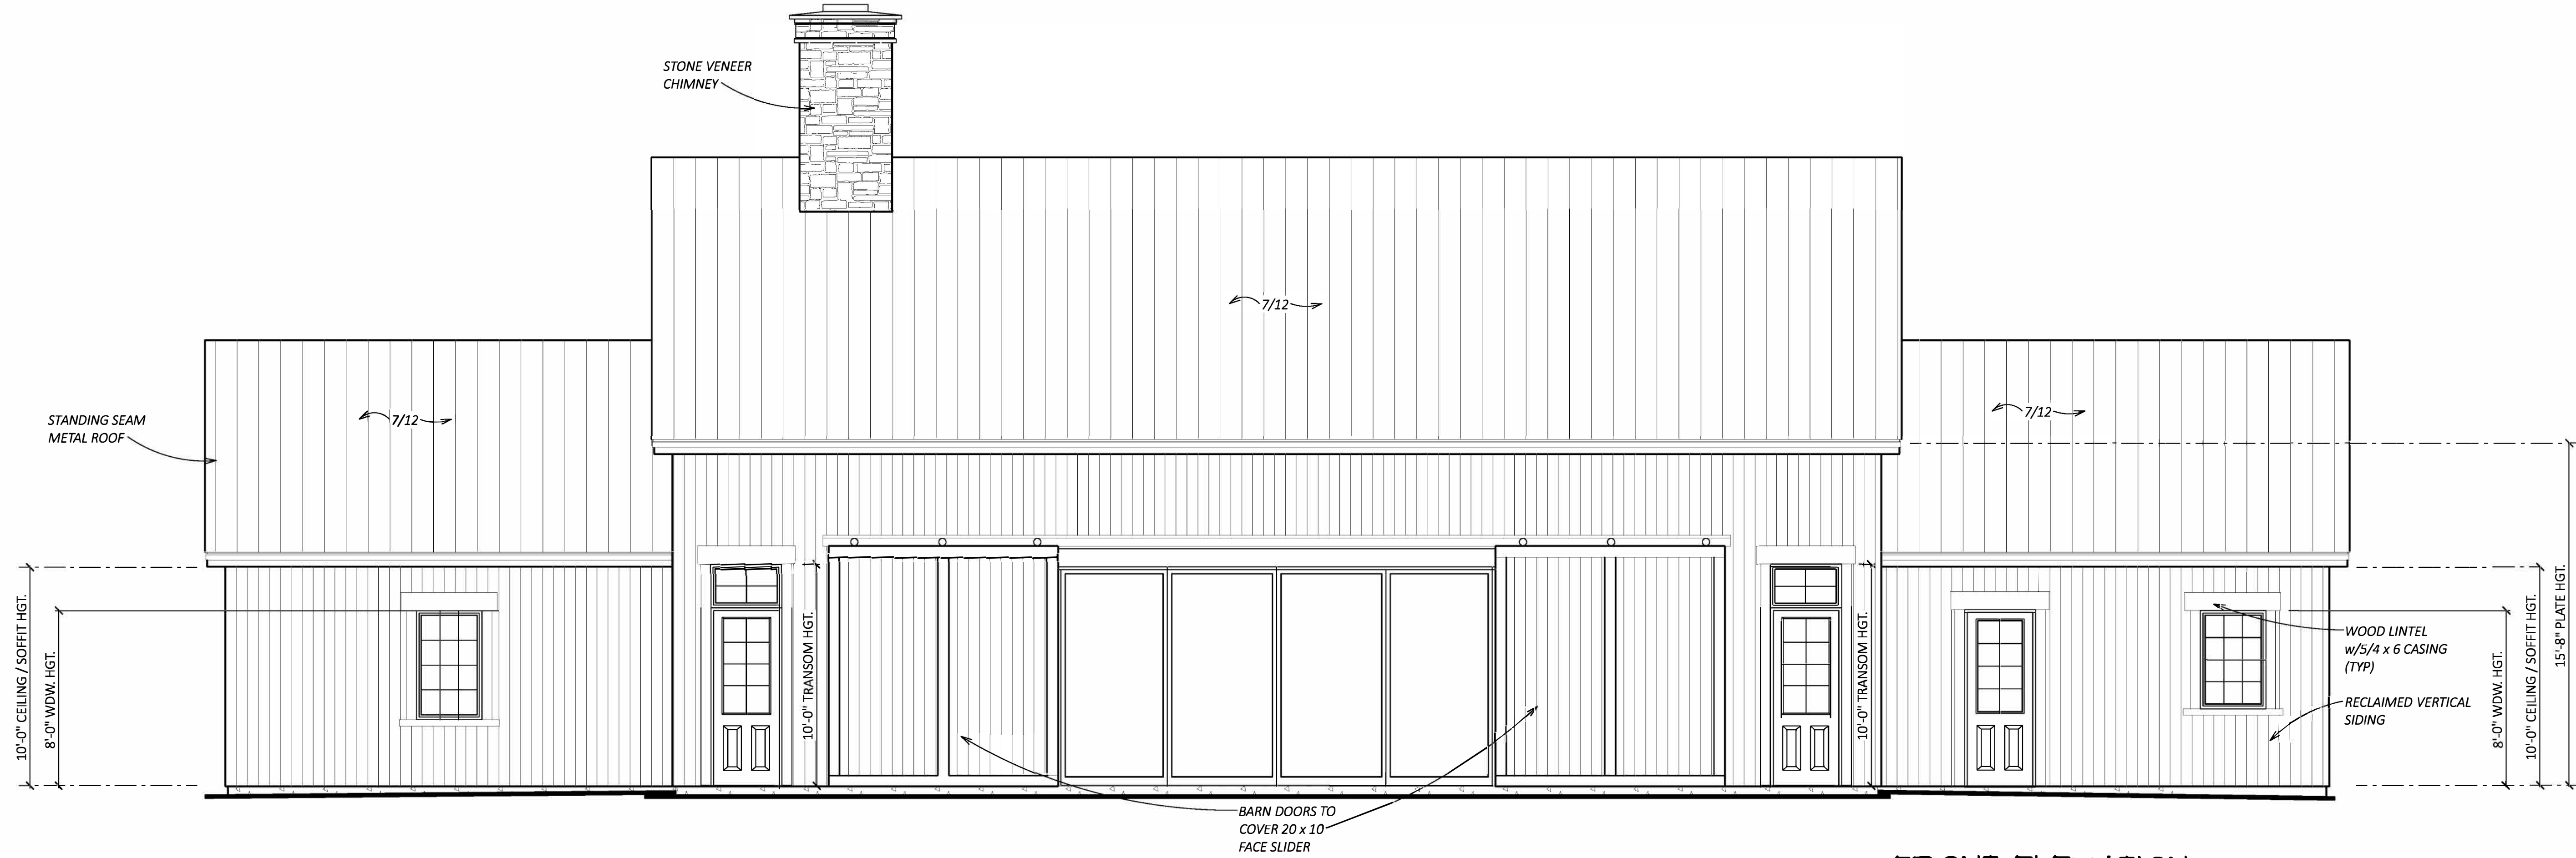 STONE VENEER
CHIMNEY
7/12
STANDING SEAM
METAL ROOF
7/12
7/12
10'-0" CEILING / SOFFIT HGT.
8'-0" WDW. HGT.
10'-0" TRANSOM HGT.
10'-0" TRANSOM HGT.
WOOD LINTEL
w/5/4 x 6 CASING
(TYP)
RECLAIMED VERTICAL
SIDING
8'-0" WDW. HGT.
10'-0" CEILING / SOFFIT HGT.
15'-8" PLATE HGT.
BARN DOORS TO
COVER 20 x 10
FACE SLIDER